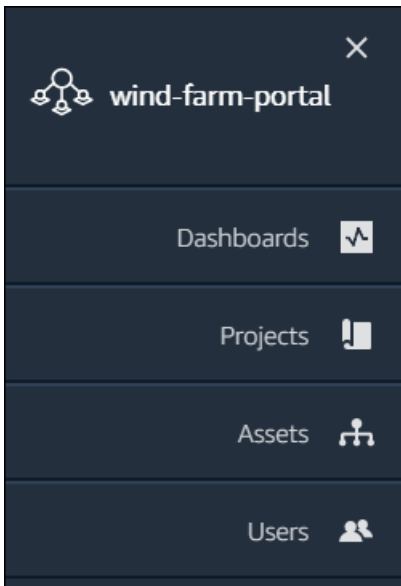 wind-farm-portal
Dashboards
Projects
Assets
Users